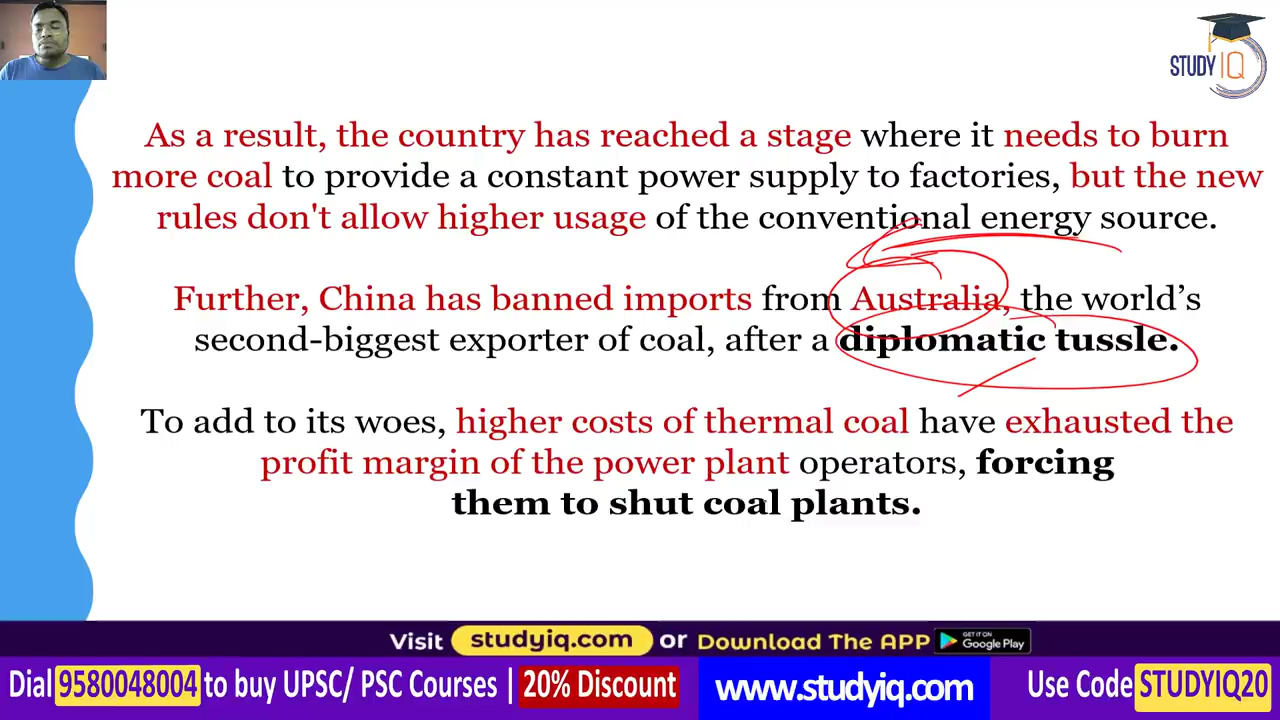 STUDY IQ
As a result, the country has reached a stage where it needs to burn
more coal to provide a constant power supply to factories, but the new
rules don't allow higher usage of the conventional energy source.
Further, China has banned imports from Australia, the world’s
second-biggest exporter of coal, after a diplomatic tussle.
To add to its woes, higher costs of thermal coal have exhausted the
profit margin of the power plant operators, forcing
them to shut coal plants.
Visit studyiq.com or Download The APP GET IT ON Google Play
Dial 9580048004 to buy UPSC/ PSC Courses | 20% Discount www.studyiq.com Use Code STUDYIQ20